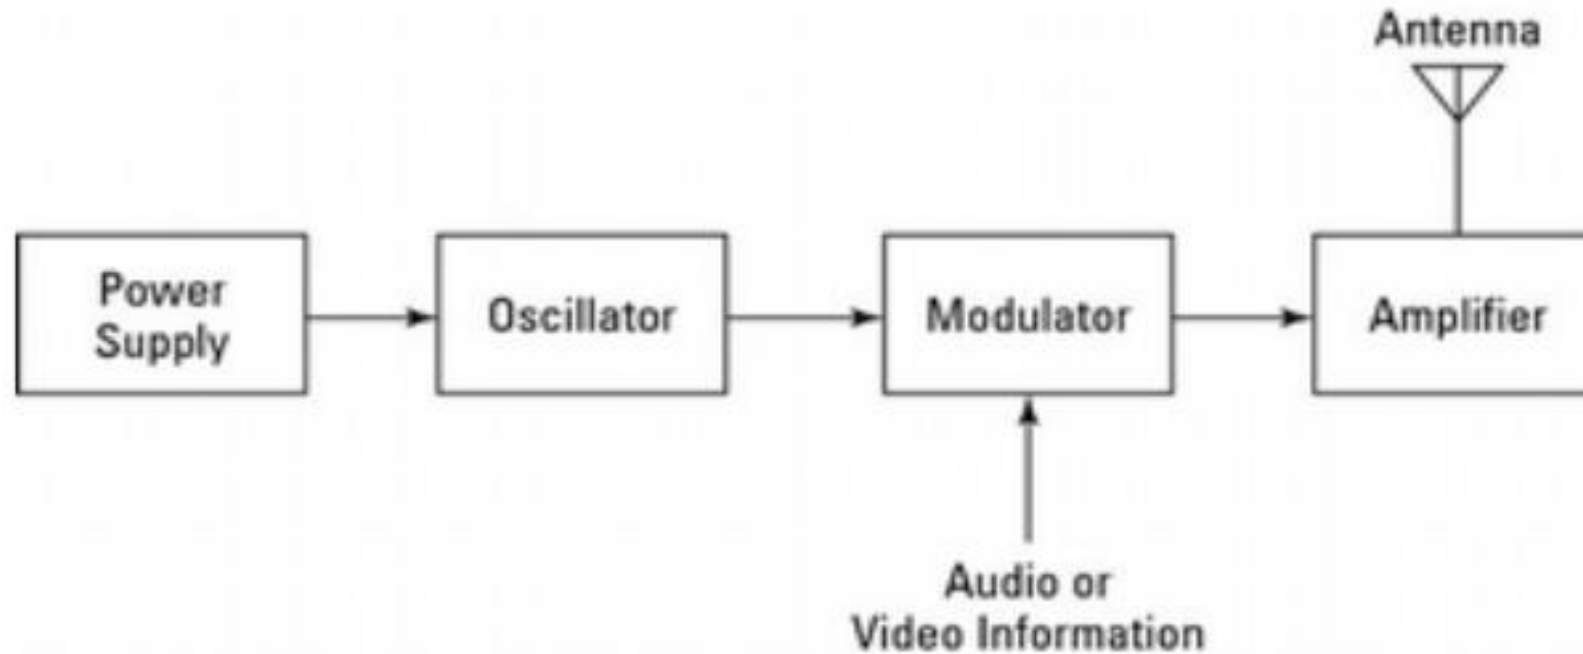 Antenna
Power
Supply
Oscillator
Modulator
Amplifier
Audio or
Video Information